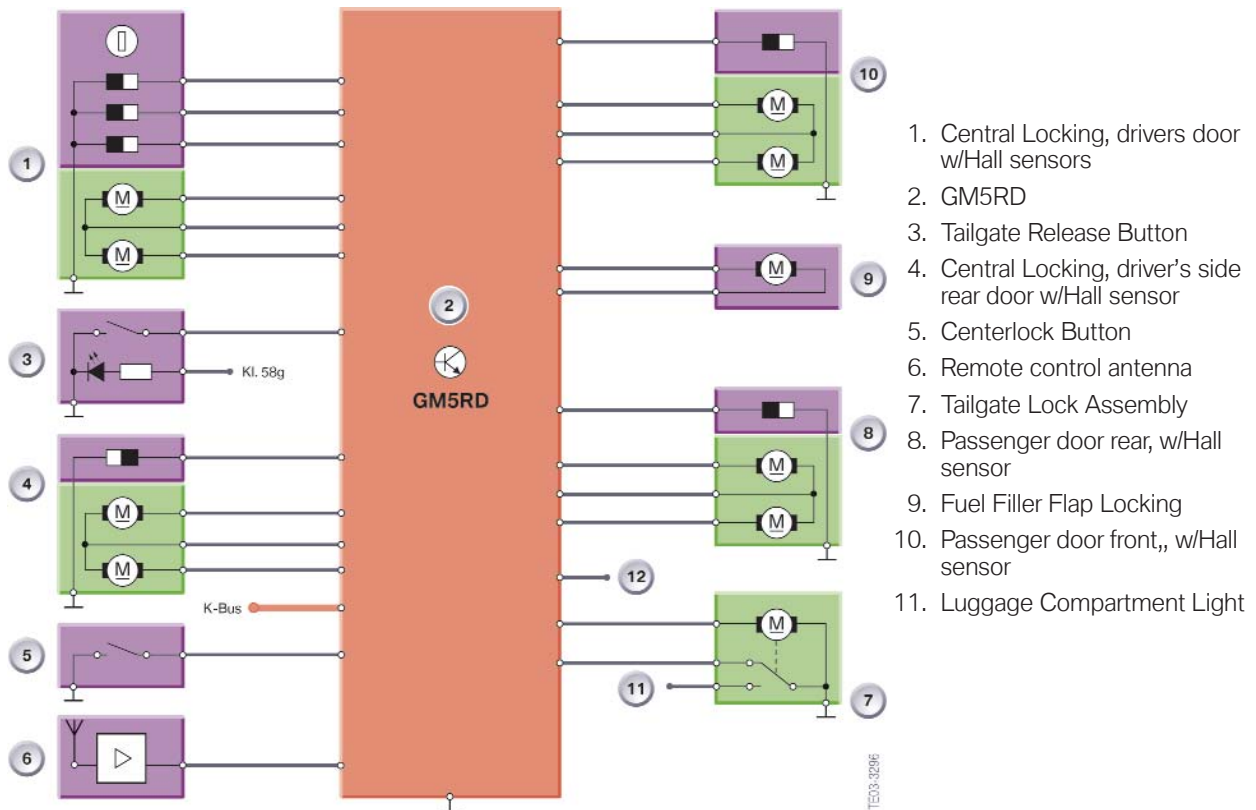 1
M
M
3
Kl. 58g
4
M
M
K-Bus
5
6
2
GM5RD
10
M
M
9
M
8
M
M
12
M
11
7
TE03-3296
1. Central Locking, drivers door
w/Hall sensors
2. GM5RD
3. Tailgate Release Button
4. Central Locking, driver's side
rear door w/Hall sensor
5. Centerlock Button
6. Remote control antenna
7. Tailgate Lock Assembly
8. Passenger door rear, w/Hall
sensor
9. Fuel Filler Flap Locking
10. Passenger door front,, w/Hall
sensor
11. Luggage Compartment Light